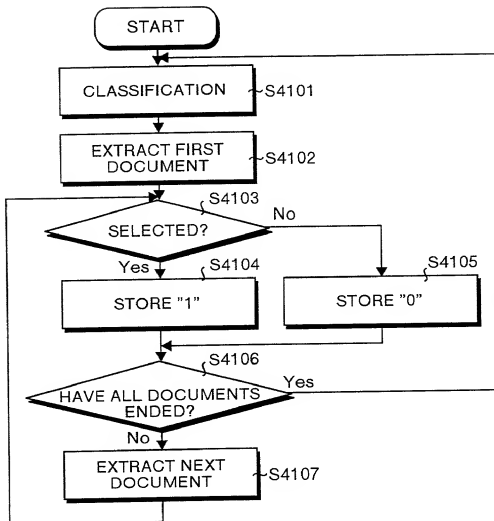 START
CLASSIFICATION
S4101
EXTRACT FIRST
DOCUMENT
S4102
S4103
SELECTED?
No
Yes
S4104
STORE "1"
S4105
STORE "0"
S4106
HAVE ALL DOCUMENTS
ENDED?
Yes
No
EXTRACT NEXT
DOCUMENT
S4107